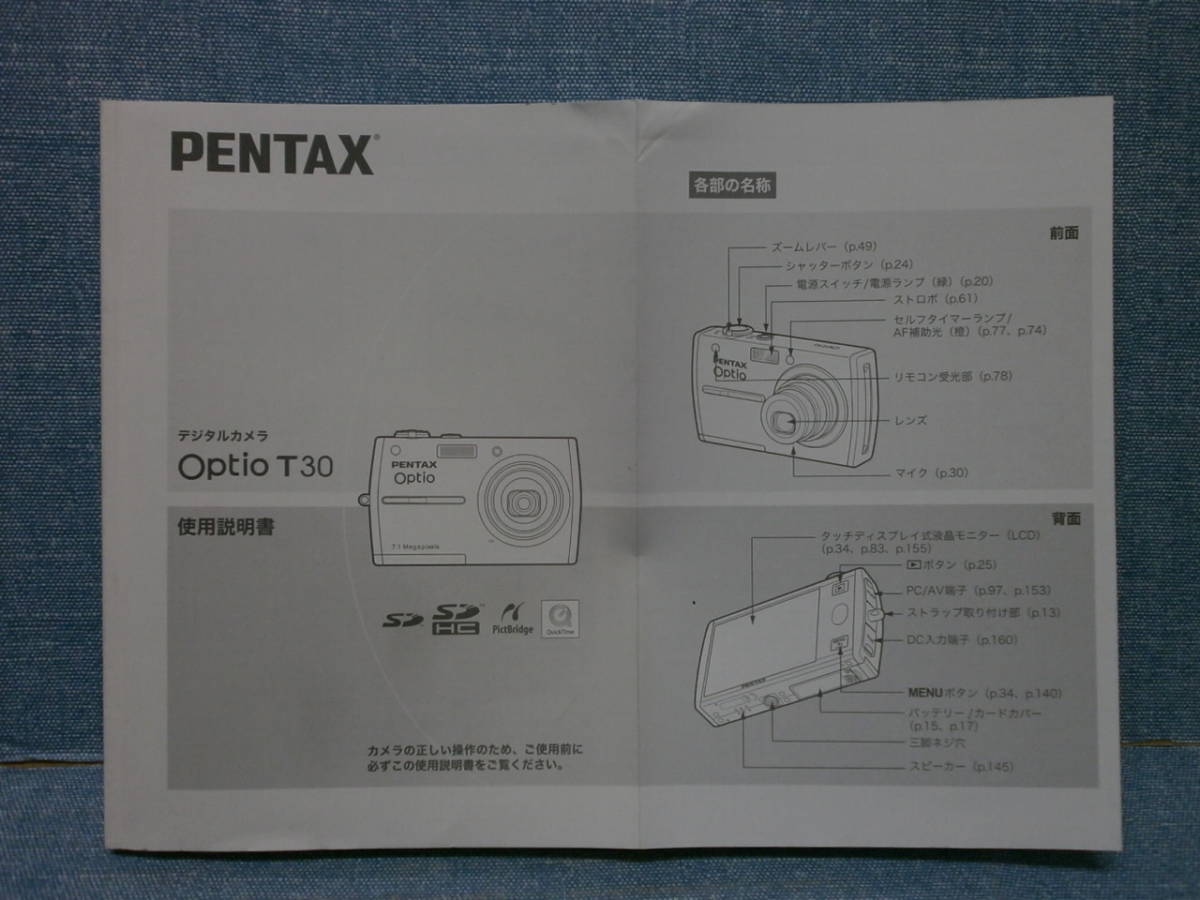 PENTAX®
デジタルカメラ
Optio T30
PENTAX
Optio
7.1 Megapixels
使用説明書
SD
SD HC™
PictBridge
QuickTime
カメラの正しい操作のため、ご使用前に
必ずこの使用説明書をご覧ください。
各部の名称
前面
ズームレバー（p.49）
シャッターボタン（p.24）
電源スイッチ/電源ランプ（緑）（p.20）
ストロボ（p.61）
セルフタイマーランプ/
AF補助光（橙）（p.77、p.74）
PENTAX
Optio
リモコン受光部（p.78）
レンズ
マイク（p.30）
背面
タッチディスプレイ式液晶モニター（LCD）
（p.34、p.83、p.155）
▶ボタン（p.25）
PC/AV端子（p.97、p.153）
ストラップ取り付け部（p.13）
DC入力端子（p.160）
PENTAX
MENUボタン（p.34、p.140）
バッテリー/カードカバー
（p.15、p.17）
三脚ネジ穴
スピーカー（p.145）